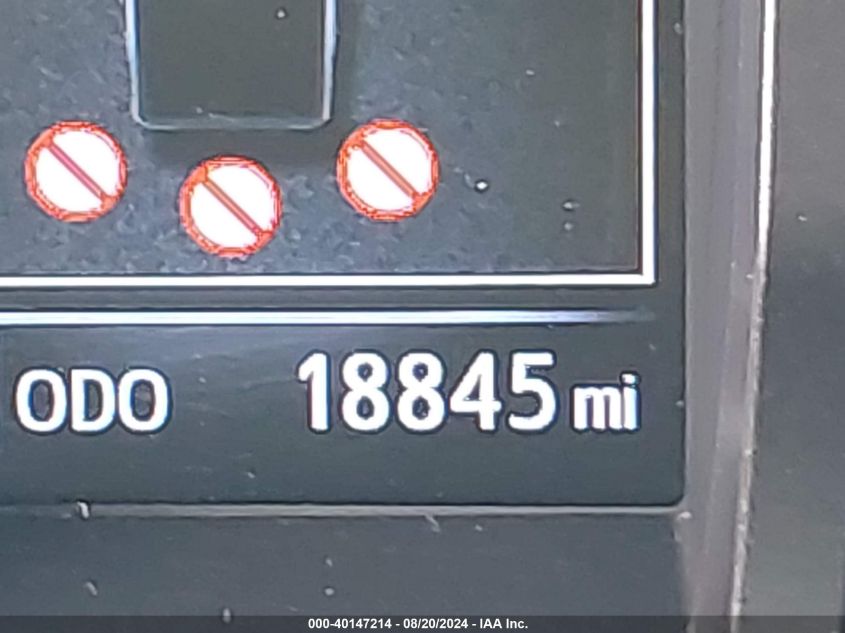 ODO 18845 mi
000-40147214 - 08/20/2024 - IAA Inc.